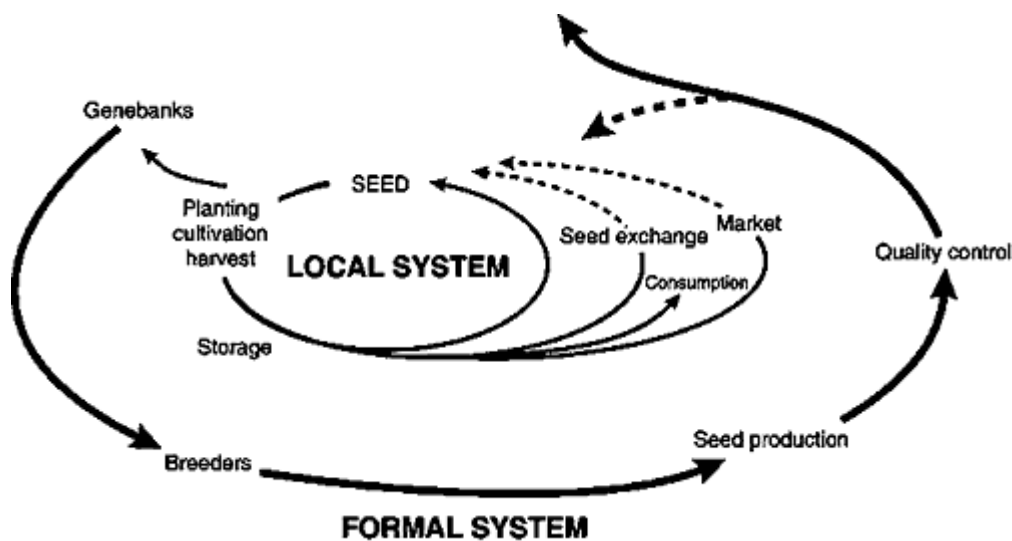 Genebanks
SEED
Planting
cultivation
harvest
Market
Seed exchange
Quality control
LOCAL SYSTEM
Consumption
Storage
Seed production
Breeders
FORMAL SYSTEM